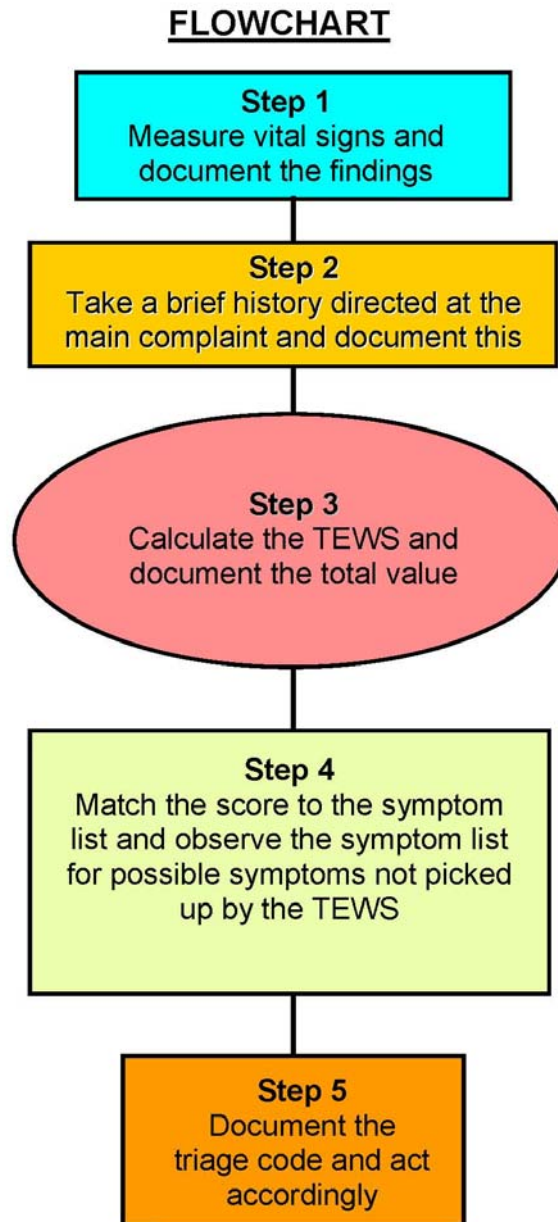 FLOWCHART
Step 1
Measure vital signs and
document the findings
Step 2
Take a brief history directed at the
main complaint and document this
Step 3
Calculate the TEWS and
document the total value
Step 4
Match the score to the symptom
list and observe the symptom list
for possible symptoms not picked
up by the TEWS
Step 5
Document the
triage code and act
accordingly